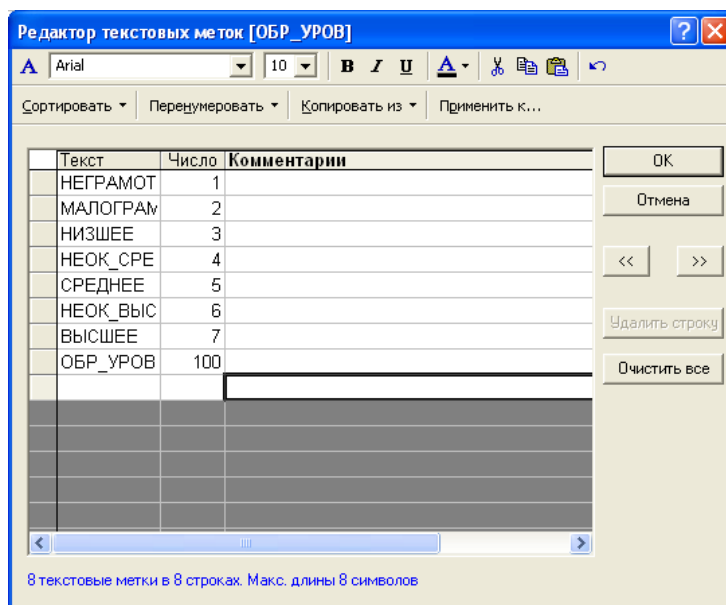 Редактор текстовых меток [ОБР_УРОВ]
A Arial 10 B I U A
Сортировать Перенумеровать Копировать из Применить к...
Текст Число Комментарии
НЕГРАМОТ 1
МАЛОГРАМ 2
НИЗШЕЕ 3
НЕОК_СРЕ 4
СРЕДНЕЕ 5
НЕОК_ВЫС 6
ВЫСШЕЕ 7
ОБР_УРОВ 100
OK
Отмена
<< >>
Удалить строку
Очистить все
8 текстовые метки в 8 строках. Макс. длины 8 символов